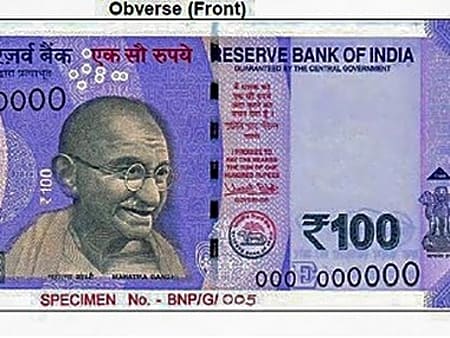 Obverse (Front)
रिज़र्व बैंक एक सौ रुपये RESERVE BANK OF INDIA
GUARANTEED BY THE CENTRAL GOVERNMENT
0000
I PROMISE TO
PAY THE BEARER
THE SUM OF ONE
HUNDRED RUPEES
₹100
₹100
महात्मा गांधी MAHATMA GANDHI
000 000000
SPECIMEN No. - BNP/G/ 005